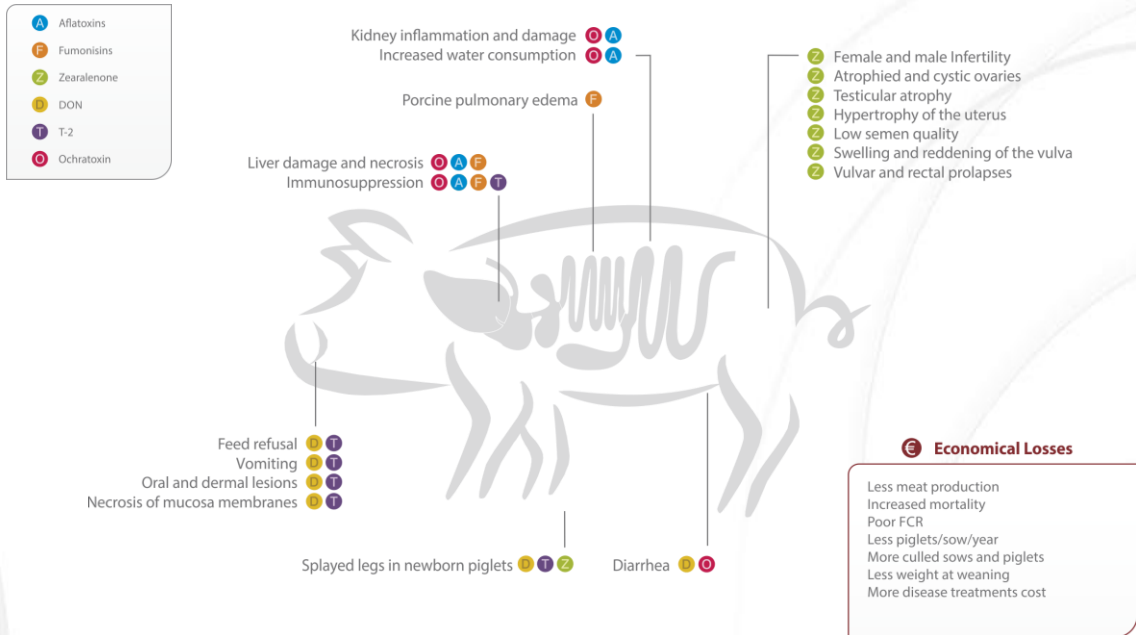 A Aflatoxins
F Fumonisins
Z Zearalenone
D DON
T T-2
O Ochratoxin
Kidney inflammation and damage O A
Increased water consumption O A
Porcine pulmonary edema F
Liver damage and necrosis O A F
Immunosuppression O A F T
Z Female and male Infertility
Z Atrophied and cystic ovaries
Z Testicular atrophy
Z Hypertrophy of the uterus
Z Low semen quality
Z Swelling and reddening of the vulva
Z Vulvar and rectal prolapses
Feed refusal D T
Vomiting D T
Oral and dermal lesions D T
Necrosis of mucosa membranes D T
Splayed legs in newborn piglets D T Z
Diarrhea D O
€ Economical Losses
Less meat production
Increased mortality
Poor FCR
Less piglets/sow/year
More culled sows and piglets
Less weight at weaning
More disease treatments cost